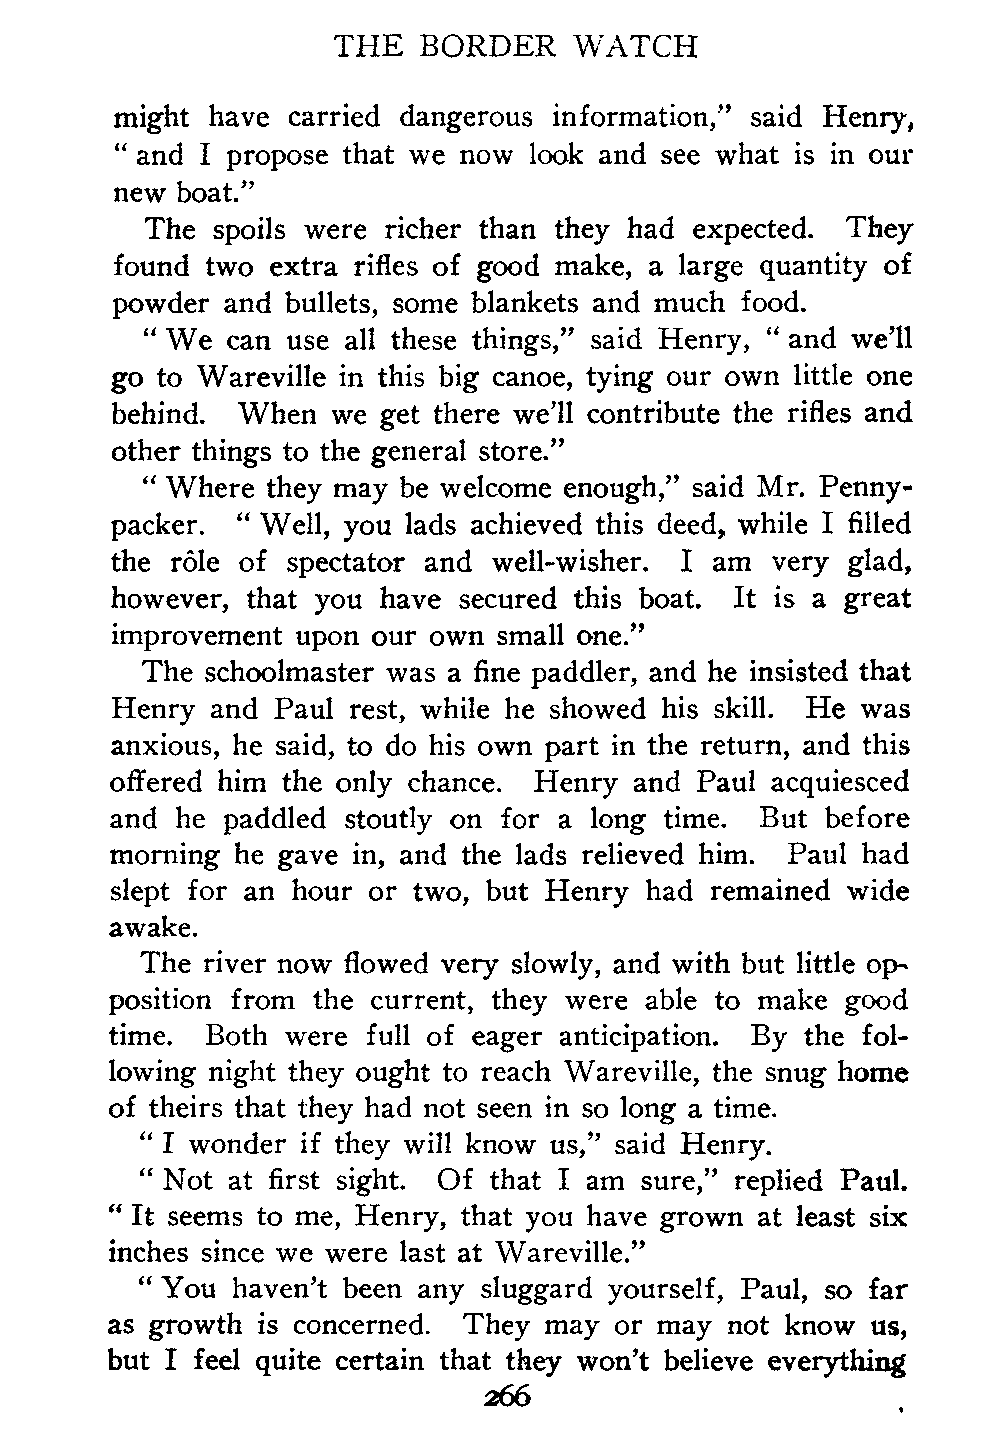 THE BORDER WATCH
might have carried dangerous information,” said Henry,
“ and I propose that we now look and see what is in our
new boat.”
The spoils were richer than they had expected. They
found two extra rifles of good make, a large quantity of
powder and bullets, some blankets and much food.
“ We can use all these things,” said Henry, “ and we’ll
go to Wareville in this big canoe, tying our own little one
behind. When we get there we’ll contribute the rifles and
other things to the general store.”
“ Where they may be welcome enough,” said Mr. Penny-
packer. “ Well, you lads achieved this deed, while I filled
the rôle of spectator and well-wisher. I am very glad,
however, that you have secured this boat. It is a great
improvement upon our own small one.”
The schoolmaster was a fine paddler, and he insisted that
Henry and Paul rest, while he showed his skill. He was
anxious, he said, to do his own part in the return, and this
offered him the only chance. Henry and Paul acquiesced
and he paddled stoutly on for a long time. But before
morning he gave in, and the lads relieved him. Paul had
slept for an hour or two, but Henry had remained wide
awake.
The river now flowed very slowly, and with but little op-
position from the current, they were able to make good
time. Both were full of eager anticipation. By the fol-
lowing night they ought to reach Wareville, the snug home
of theirs that they had not seen in so long a time.
“ I wonder if they will know us,” said Henry.
“ Not at first sight. Of that I am sure,” replied Paul.
“ It seems to me, Henry, that you have grown at least six
inches since we were last at Wareville.”
“ You haven’t been any sluggard yourself, Paul, so far
as growth is concerned. They may or may not know us,
but I feel quite certain that they won’t believe everything
266